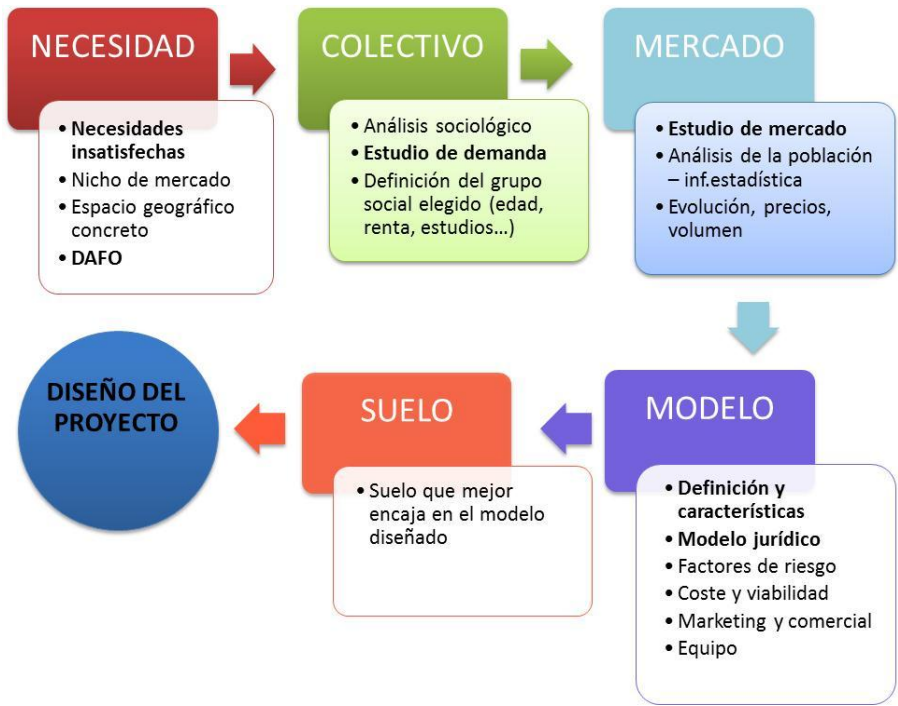 NECESIDAD
• Necesidades
insatisfechas
• Nicho de mercado
• Espacio geográfico
concreto
• DAFO
COLECTIVO
• Análisis sociológico
• Estudio de demanda
• Definición del grupo
social elegido (edad,
renta, estudios...)
MERCADO
• Estudio de mercado
• Análisis de la población
– inf.estadística
• Evolución, precios,
volumen
MODELO
• Definición y
características
• Modelo jurídico
• Factores de riesgo
• Coste y viabilidad
• Marketing y comercial
• Equipo
SUELO
• Suelo que mejor
encaja en el modelo
diseñado
DISEÑO DEL
PROYECTO